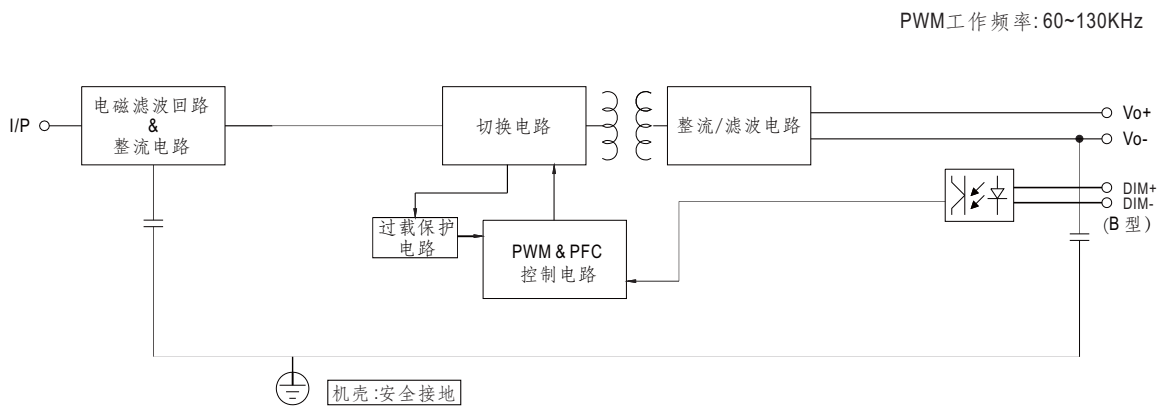 PWM工作频率:60~130KHz
I/P
电磁滤波回路
&
整流电路
切换电路
整流/滤波电路
Vo+
Vo-
DIM+
DIM-
(B型)
过载保护
电路
PWM & PFC
控制电路
机壳:安全接地